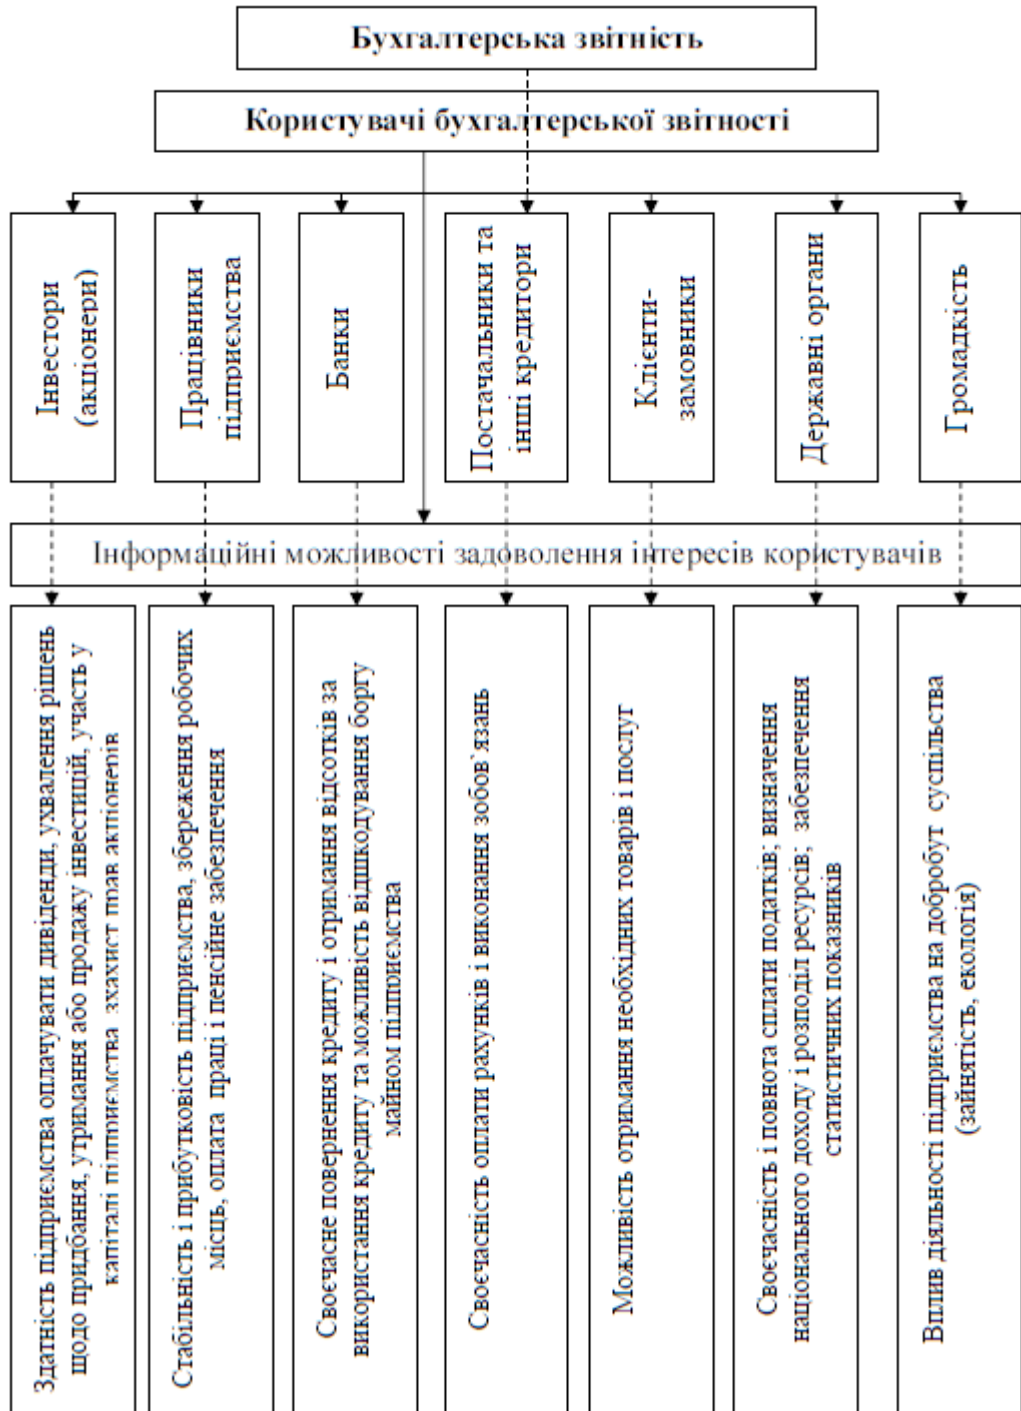 Бухгалтерська звітність
Користувачі бухгалтерської звітності
Інвестори
(акціонери)
Працівники
підприємства
Банки
Постачальники та
інші кредитори
Клієнти-
замовники
Державні органи
Громадкість
Інформаційні можливості задоволення інтересів користувачів
Здатність підприємства оплачувати дивіденди, ухвалення рішень
щодо придбання, утримання або продажу інвестицій, участь у
капіталі підприємства зхахист прав акціонерів
Стабільність і прибутковість підприємства, збереження робочих
місць, оплата праці і пенсійне забезпечення
Своєчасне повернення кредиту і отримання відсотків за
використання кредиту та можливість відшкодування боргу
майном підприємства
Своєчасність оплати рахунків і виконання зобов`язань
Можливість отримання необхідних товарів і послуг
Своєчасність і повнота сплати податків; визначення
національного доходу і розподіл ресурсів; забезпечення
статистичних показників
Вплив діяльності підприємства на добробут суспільства
(зайнятість, екологія)